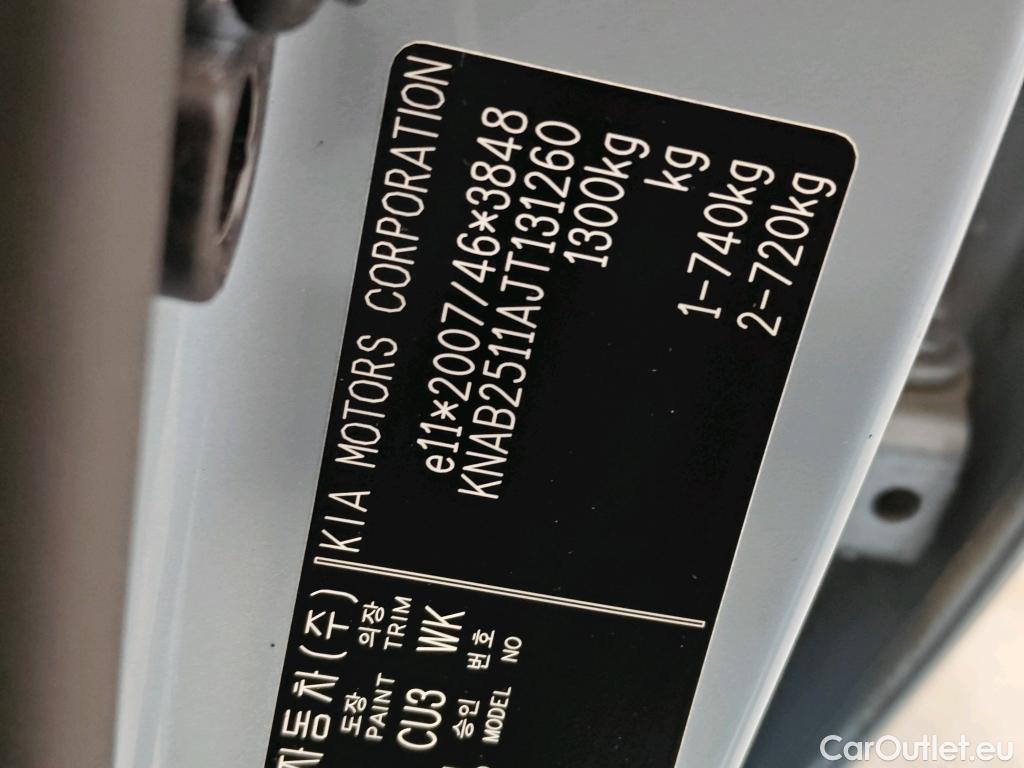 자동차(주) KIA MOTORS CORPORATION
e11*2007/46*3848
KNAB2511AJT131260
1300kg
kg
1-740kg
2-720kg
도장 의장
PAINT TRIM
CU3 WK
승인 번호
MODEL NO
CarOutlet.eu